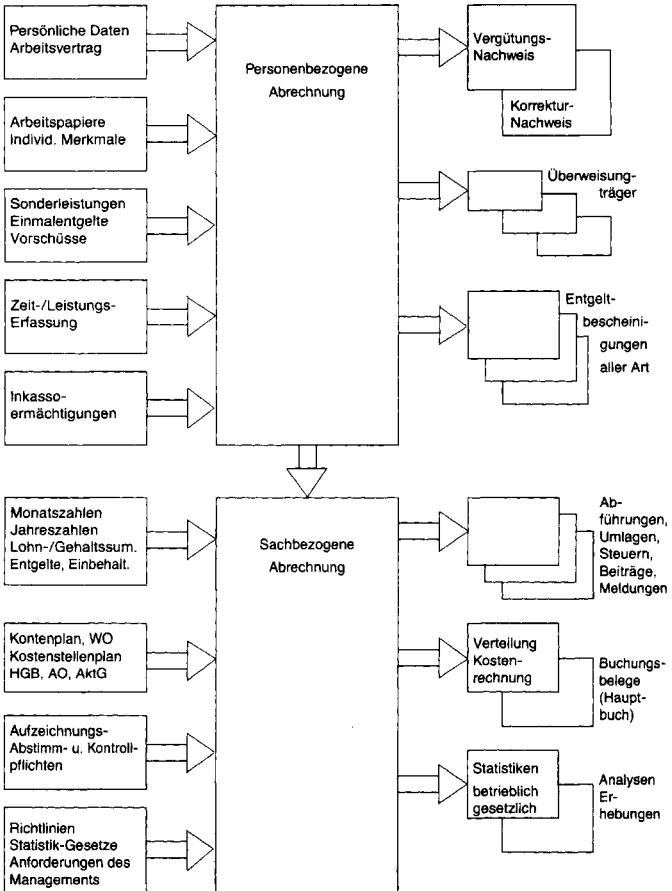 Persönliche Daten
Arbeitsvertrag
Arbeitspapiere
Individ. Merkmale
Sonderleistungen
Einmalentgelte
Vorschüsse
Zeit-/Leistungs-
Erfassung
Inkasso-
ermächtigungen
Personenbezogene
Abrechnung
Vergütungs-
Nachweis
Korrektur-
Nachweis
Überweisung-
träger
Entgelt-
bescheini-
gungen
aller Art
Monatszahlen
Jahreszahlen
Lohn-/Gehaltssum.
Entgelte, Einbehalt.
Kontenplan, WO
Kostenstellenplan
HGB, AO, AktG
Aufzeichnungs-
Abstimm- u. Kontroll-
pflichten
Richtlinien
Statistik-Gesetze
Anforderungen des
Managements
Sachbezogene
Abrechnung
Ab-
führungen,
Umlagen,
Steuern,
Beiträge,
Meldungen
Verteilung
Kosten-
rechnung
Buchungs-
belege
(Haupt-
buch)
Statistiken
betrieblich
gesetzlich
Analysen
Er-
hebungen